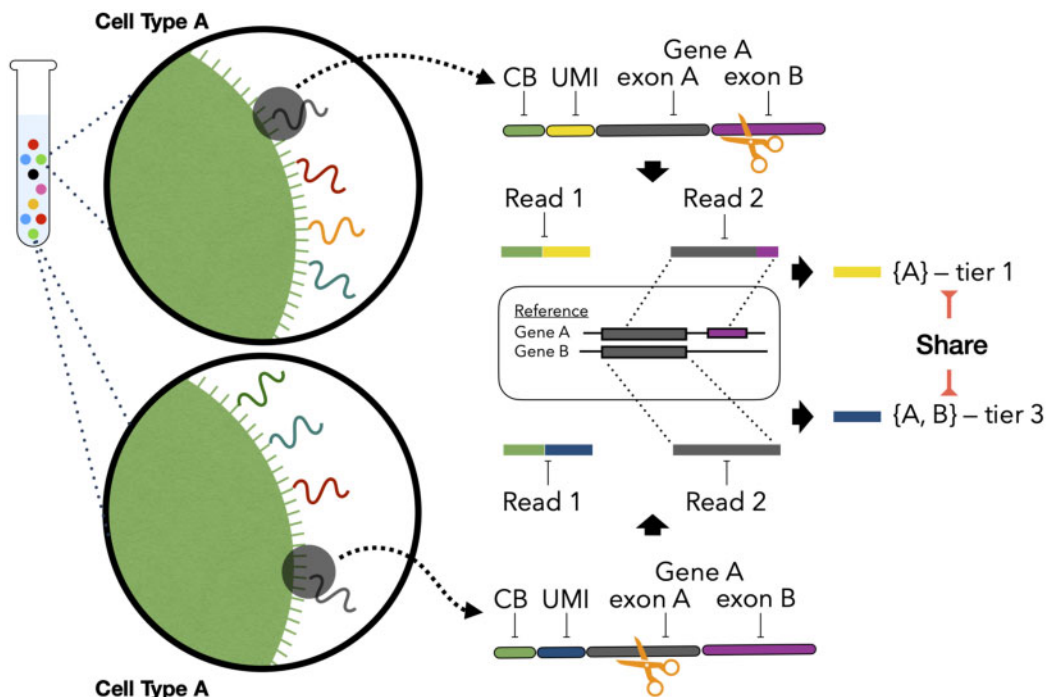 Cell Type A
Gene A
CB UMI exon A exon B
Read 1 Read 2
{A} – tier 1
Reference
Gene A
Gene B
Share
{A, B} – tier 3
Read 1 Read 2
Gene A
CB UMI exon A exon B
Cell Type A